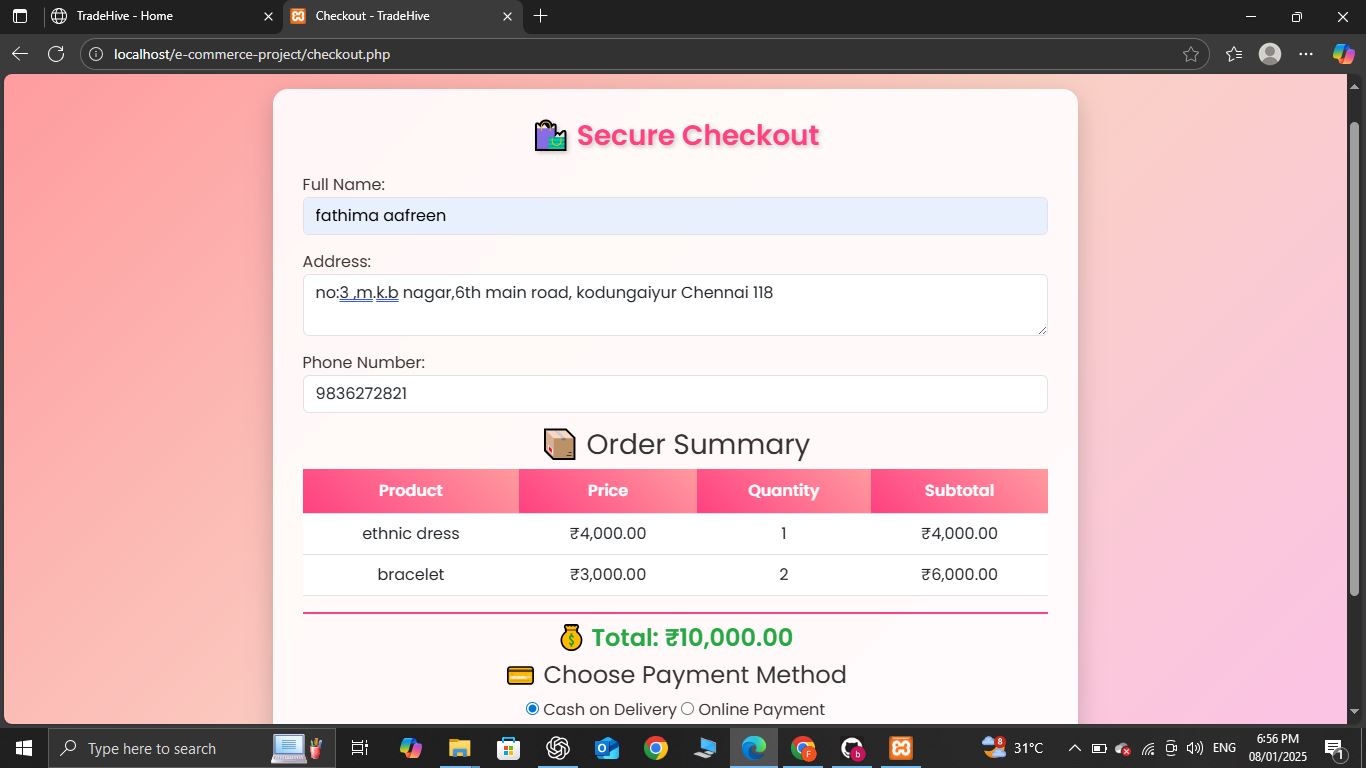 TradeHive - Home
Checkout - TradeHive
localhost/e-commerce-project/checkout.php
Secure Checkout
Full Name:
fathima aafreen
Address:
no:3 ,m.k.b nagar,6th main road, kodungaiyur Chennai 118
Phone Number:
9836272821
Order Summary
Product Price Quantity Subtotal
ethnic dress ₹4,000.00 1 ₹4,000.00
bracelet ₹3,000.00 2 ₹6,000.00
Total: ₹10,000.00
Choose Payment Method
Cash on Delivery Online Payment
Type here to search
8
F
b
31°C
ENG
6:56 PM
08/01/2025
1